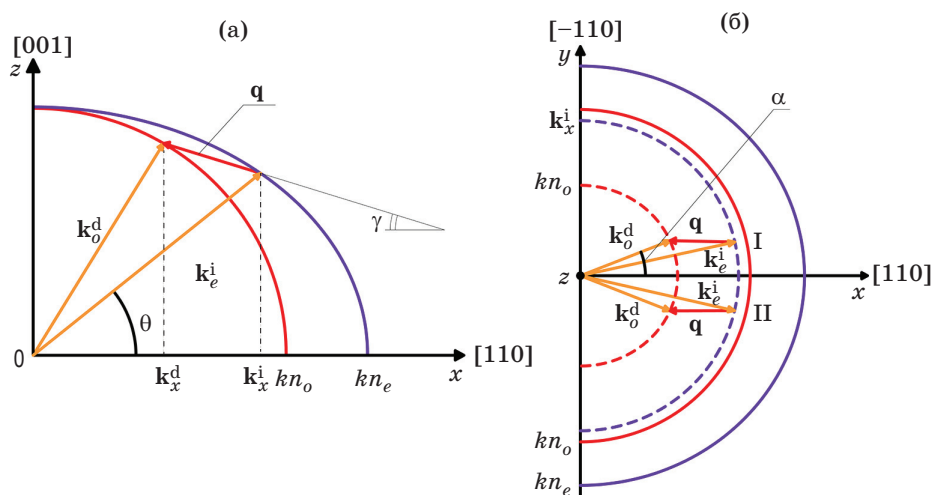 (а)
[001]
z
q
k_o^d
γ
k_e^i
θ
0
k_x^d
k_x^i
kn_o
kn_e
x
[110]
(б)
[−110]
y
α
k_x^i
kn_o
q
I
k_o^d
k_e^i
z
[110]
x
k_e^i
k_o^d
q
II
kn_o
kn_e